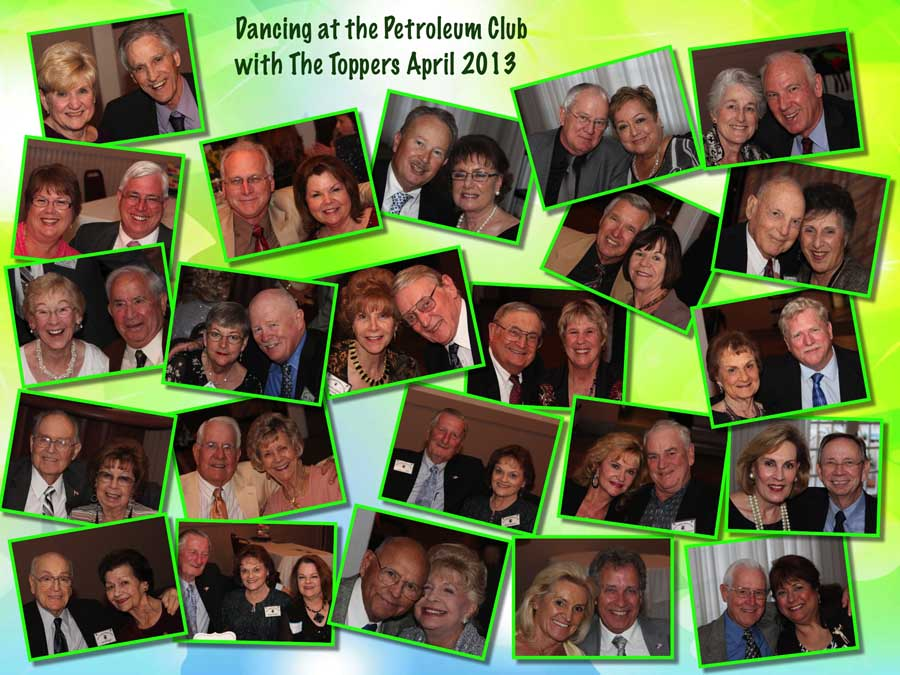 Dancing at the Petroleum Club
with The Toppers April 2013